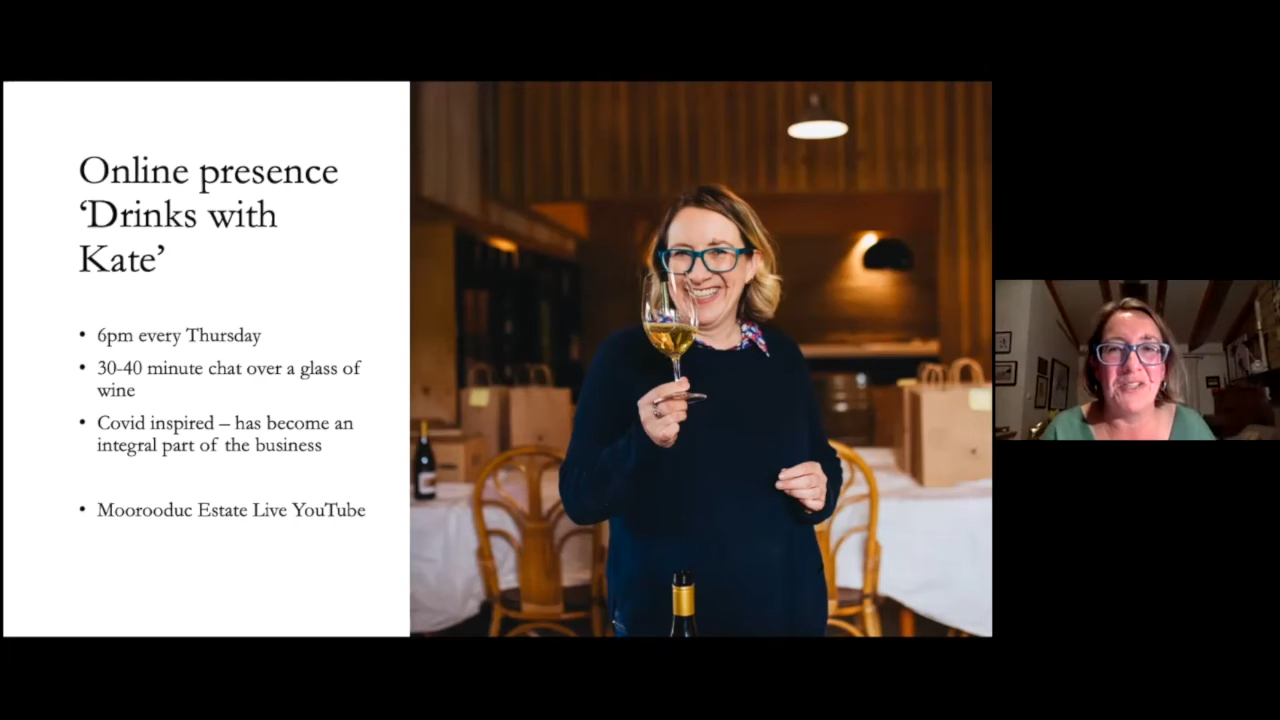 Online presence
‘Drinks with
Kate’
• 6pm every Thursday
• 30-40 minute chat over a glass of
wine
• Covid inspired – has become an
integral part of the business
• Moorooduc Estate Live YouTube